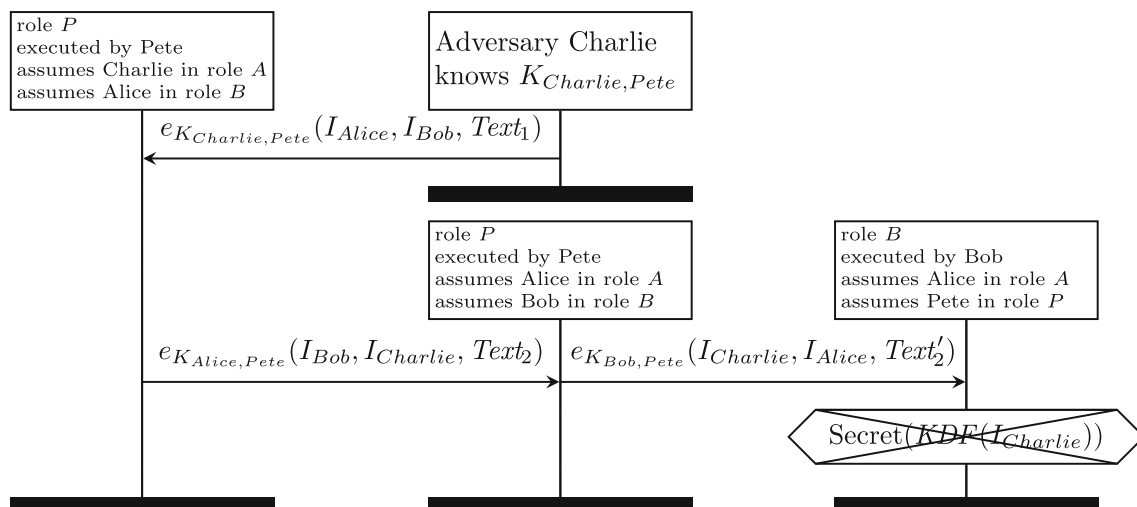 role P
executed by Pete
assumes Charlie in role A
assumes Alice in role B
Adversary Charlie
knows K_{Charlie,Pete}
e_{K_{Charlie,Pete}}(I_{Alice}, I_{Bob}, Text_1)
role P
executed by Pete
assumes Alice in role A
assumes Bob in role B
role B
executed by Bob
assumes Alice in role A
assumes Pete in role P
e_{K_{Alice,Pete}}(I_{Bob}, I_{Charlie}, Text_2)
e_{K_{Bob,Pete}}(I_{Charlie}, I_{Alice}, Text'_2)
Secret(KDF(I_{Charlie}))